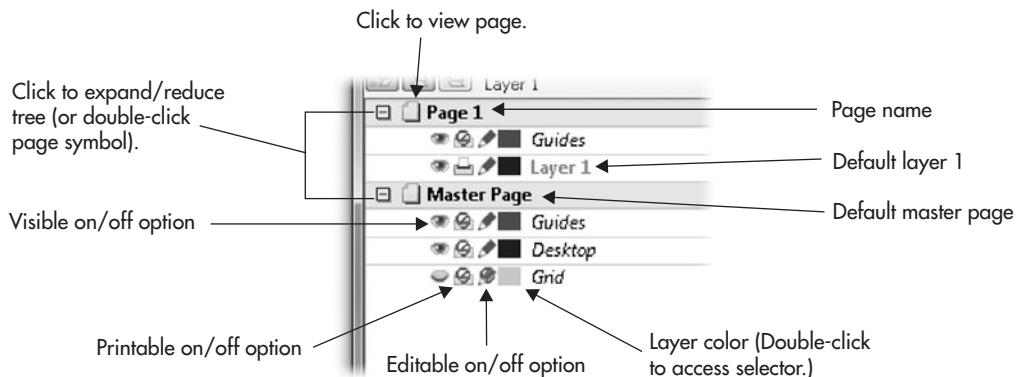 Click to view page.
Layer 1
Click to expand/reduce
tree (or double-click
page symbol).
Page 1
Page name
Guides
Layer 1
Default layer 1
Master Page
Default master page
Visible on/off option
Guides
Desktop
Grid
Printable on/off option
Editable on/off option
Layer color (Double-click
to access selector.)